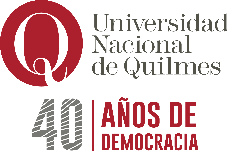 Q
Universidad
Nacional
de Quilmes
40
AÑOS DE
DEMOCRACIA